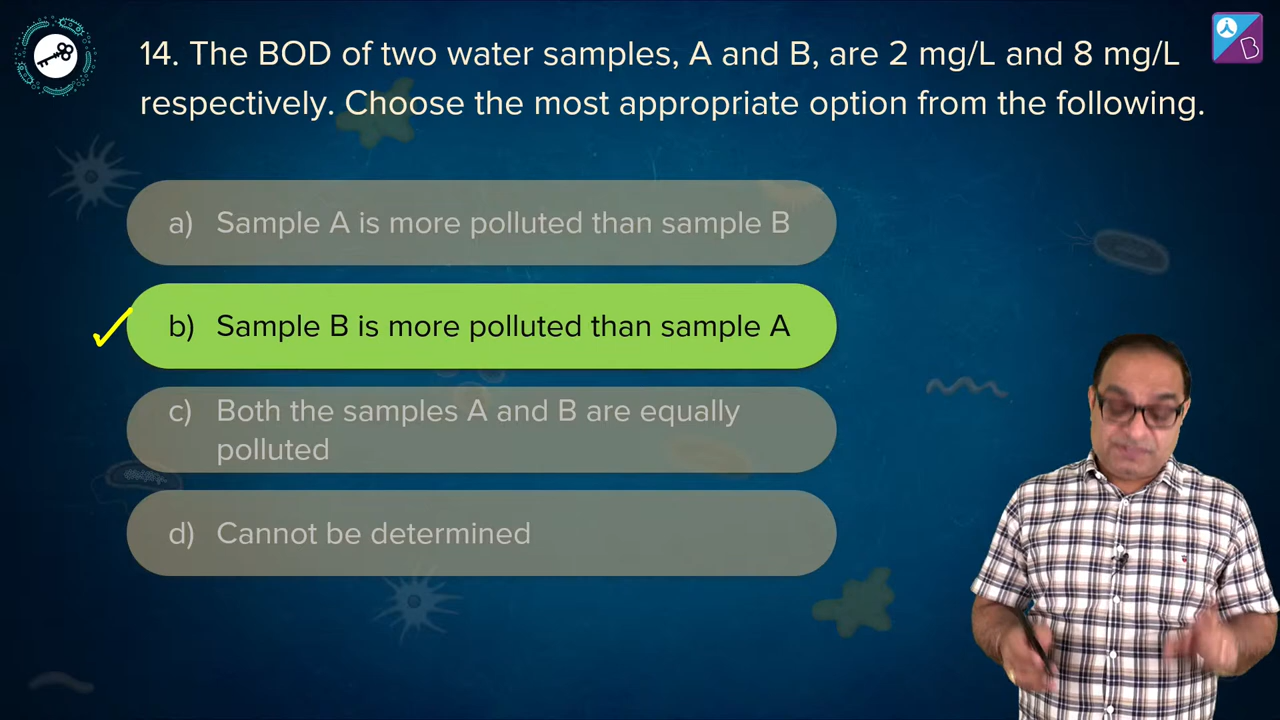 14. The BOD of two water samples, A and B, are 2 mg/L and 8 mg/L
respectively. Choose the most appropriate option from the following.
a) Sample A is more polluted than sample B
b) Sample B is more polluted than sample A
c) Both the samples A and B are equally
polluted
d) Cannot be determined
B